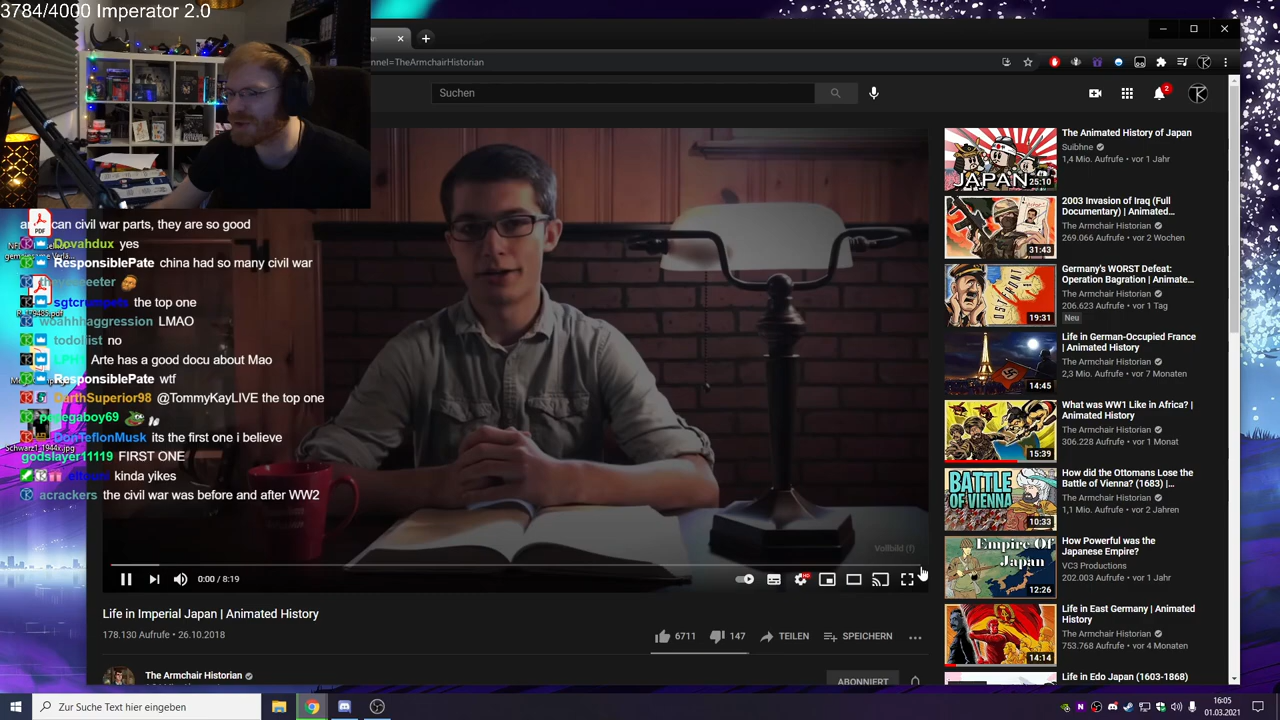 3784/4000 Imperator 2.0
nnel=TheArmchairHistorian
Suchen
2
can civil war parts, they are so good
Dovahdux yes
ResponsiblePate china had so many civil war
sgtcrumpets the top one
woahhhaggression LMAO
todolist no
LPH Arte has a good docu about Mao
ResponsiblePate wtf
DarthSuperior98 @TommyKayLIVE the top one
pepegaboy69
DonTeflonMusk its the first one i believe
Schwarz1_1944x.jpg
godslayer11119 FIRST ONE
kinda yikes
acrackers the civil war was before and after WW2
PDF
Vollbild (f)
0:00 / 8:19
HD
Life in Imperial Japan | Animated History
178.130 Aufrufe • 26.10.2018
6711
147
TEILEN
SPEICHERN
The Armchair Historian
ABONNIERT
JAPAN
25:10
The Animated History of Japan
Suibhne
1,4 Mio. Aufrufe • vor 1 Jahr
31:43
2003 Invasion of Iraq (Full
Documentary) | Animated...
The Armchair Historian
269.066 Aufrufe • vor 2 Wochen
19:31
Germany's WORST Defeat:
Operation Bagration | Animate...
The Armchair Historian
206.623 Aufrufe • vor 1 Tag
Neu
14:45
Life in German-Occupied France
| Animated History
The Armchair Historian
2,3 Mio. Aufrufe • vor 7 Monaten
15:39
What was WW1 Like in Africa? |
Animated History
The Armchair Historian
306.228 Aufrufe • vor 1 Monat
BATTLE
OF VIENNA
10:33
How did the Ottomans Lose the
Battle of Vienna? (1683) |...
The Armchair Historian
1,1 Mio. Aufrufe • vor 2 Jahren
Empire Of
Japan
12:26
How Powerful was the
Japanese Empire?
VC3 Productions
202.003 Aufrufe • vor 1 Jahr
14:14
Life in East Germany | Animated
History
The Armchair Historian
753.768 Aufrufe • vor 4 Monaten
Life in Edo Japan (1603-1868)
Zur Suche Text hier eingeben
16:05
01.03.2021